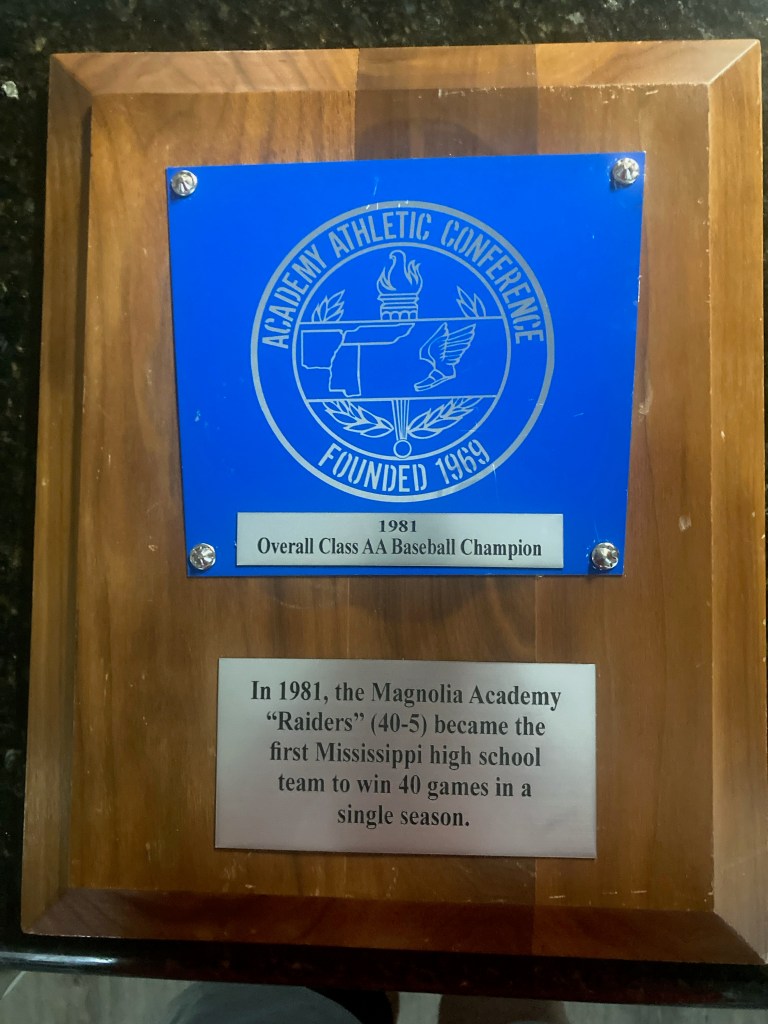 ACADEMY ATHLETIC CONFERENCE
FOUNDED 1969
1981
Overall Class AA Baseball Champion
In 1981, the Magnolia Academy
“Raiders” (40-5) became the
first Mississippi high school
team to win 40 games in a
single season.